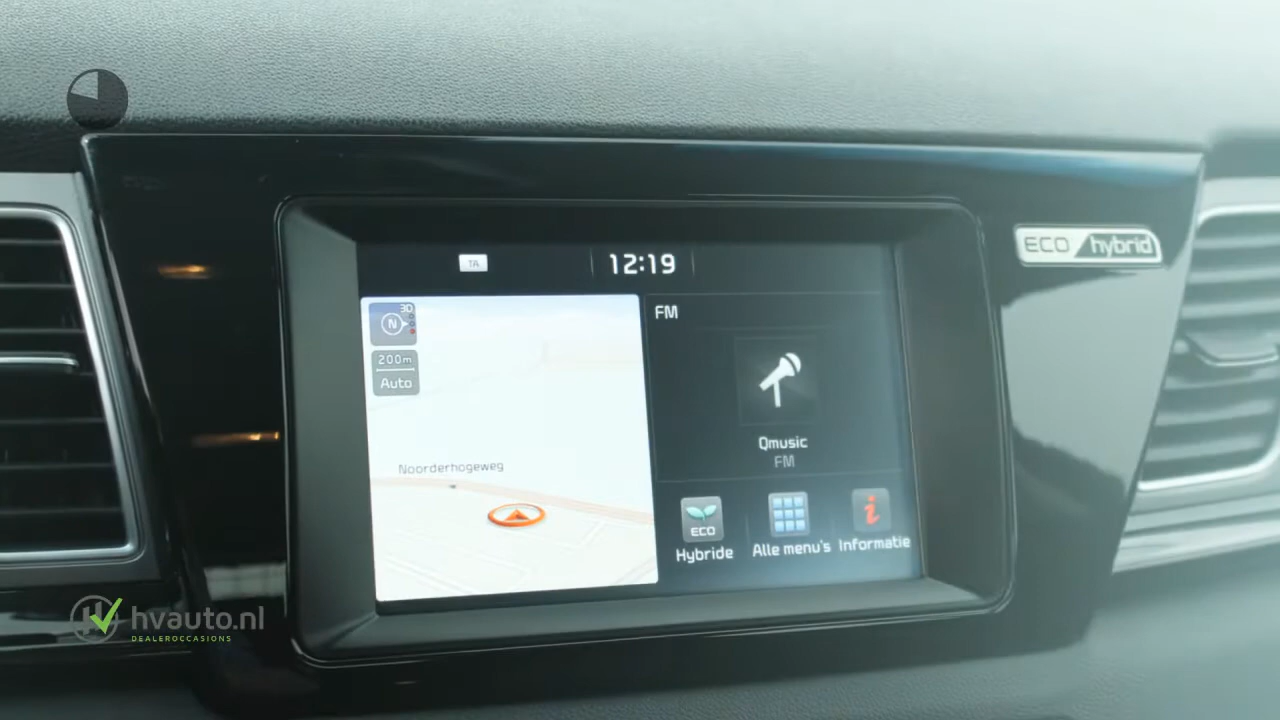 TA
12:19
3D
N
200m
Auto
FM
Qmusic
FM
Noorderhogeweg
ECO
Hybride
Alle menu's
i
Informatie
ECO hybrid
hvauto.nl
DEALEROCCASIONS